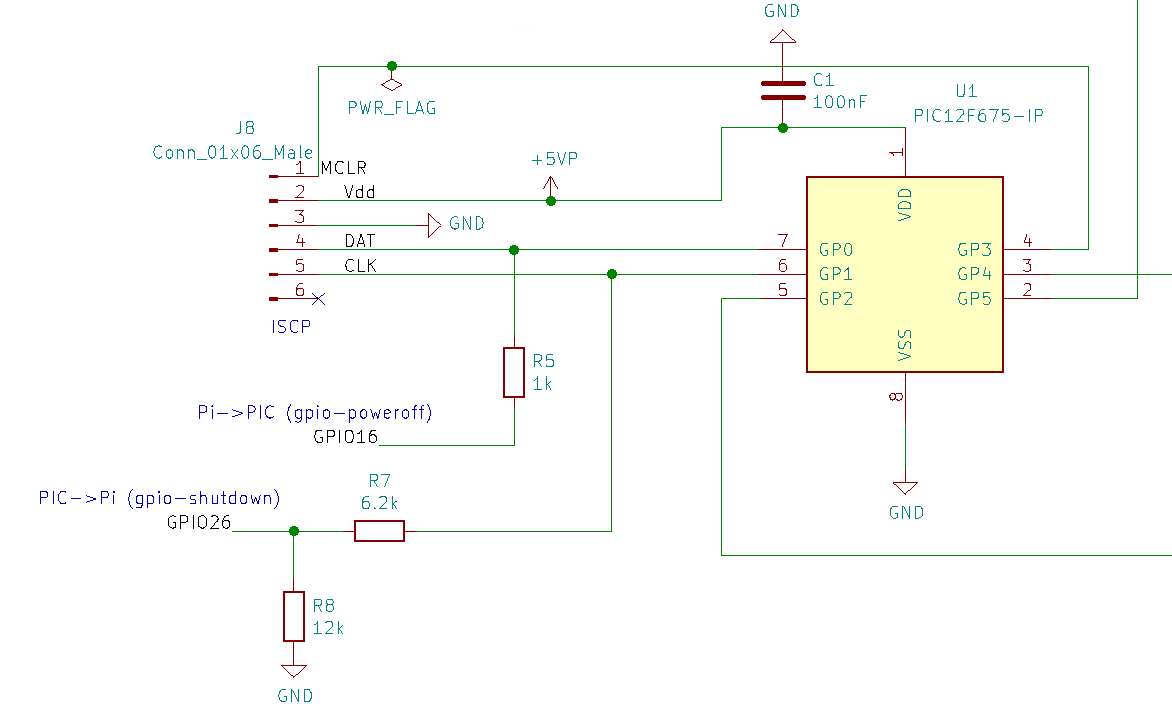 GND
C1
100nF
PWR_FLAG
U1
PIC12F675-IP
J8
Conn_01x06_Male
1 MCLR
2 Vdd
3
4 DAT
5 CLK
6
ISCP
+5VP
GND
1
VDD
7 GP0
6 GP1
5 GP2
GP3 4
GP4 3
GP5 2
VSS
8
GND
R5
1k
Pi->PIC (gpio-poweroff)
GPIO16
R7
6.2k
PIC->Pi (gpio-shutdown)
GPIO26
R8
12k
GND